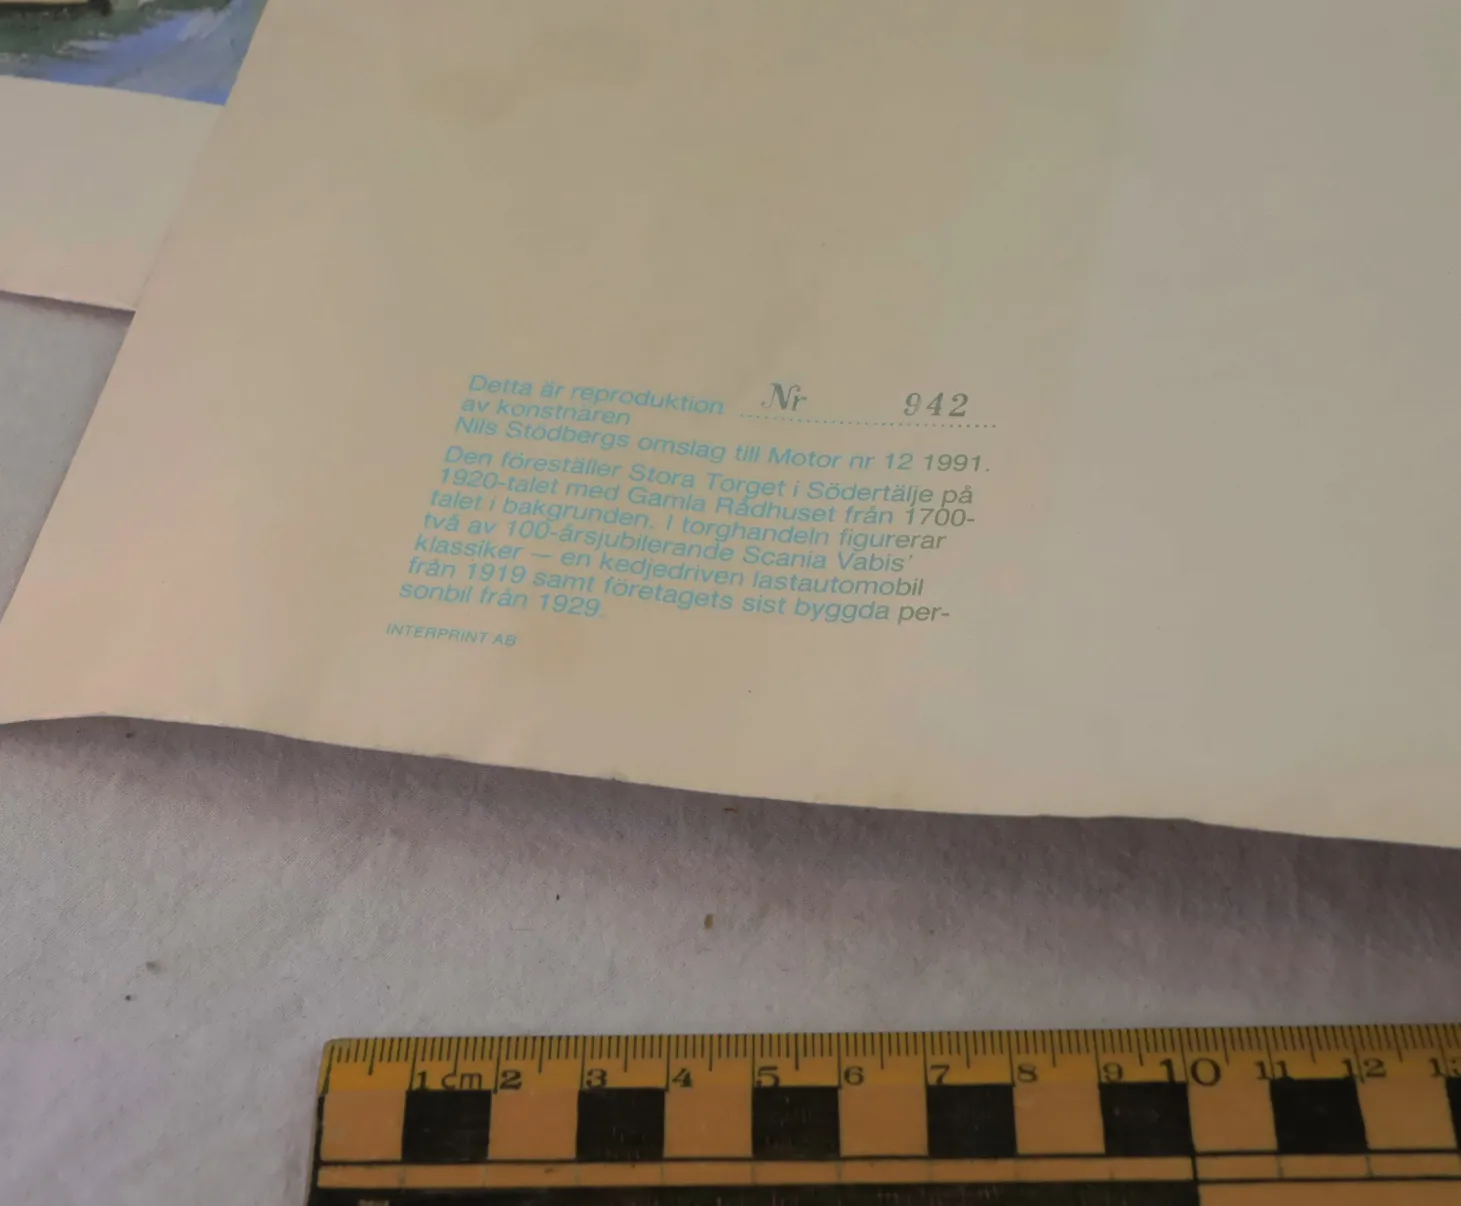 Detta är reproduktion Nr 942
av konstnären
Nils Stödbergs omslag till Motor nr 12 1991.
Den föreställer Stora Torget i Södertälje på
1920-talet med Gamla Rådhuset från 1700-
talet i bakgrunden. I torghandeln figurerar
två av 100-årsjubilerande Scania Vabis'
klassiker — en kedjedriven lastautomobil
från 1919 samt företagets sist byggda per-
sonbil från 1929.
INTERPRINT AB
1 cm 2 3 4 5 6 7 8 9 10 11 12 13